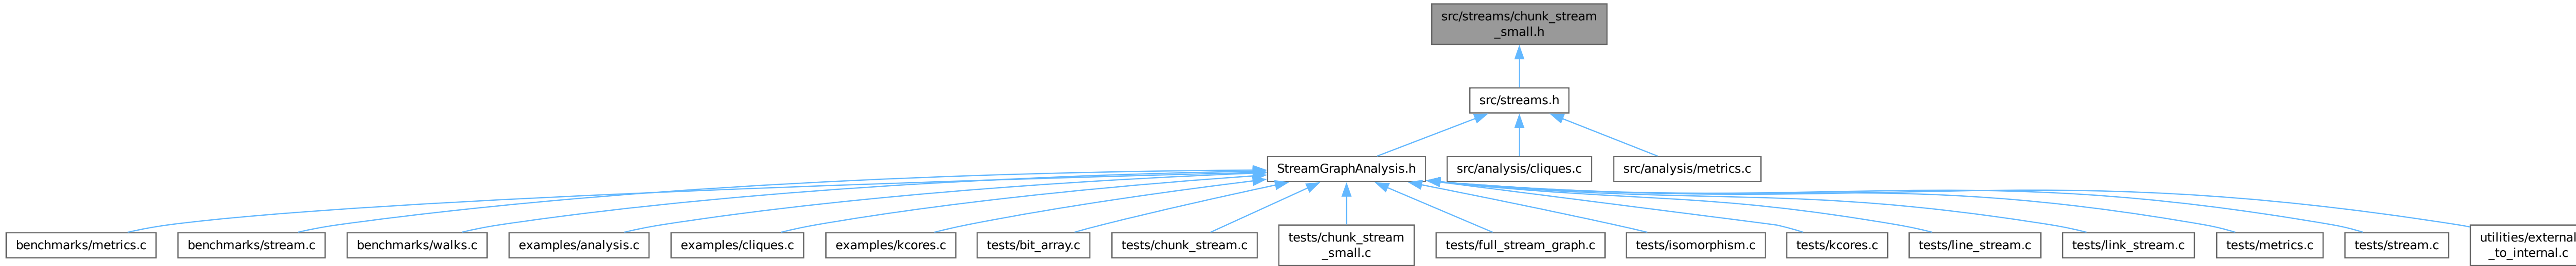 src/streams/chunk_stream
_small.h
src/streams.h
StreamGraphAnalysis.h
src/analysis/cliques.c
src/analysis/metrics.c
benchmarks/metrics.c
benchmarks/stream.c
benchmarks/walks.c
examples/analysis.c
examples/cliques.c
examples/kcores.c
tests/bit_array.c
tests/chunk_stream.c
tests/chunk_stream
_small.c
tests/full_stream_graph.c
tests/isomorphism.c
tests/kcores.c
tests/line_stream.c
tests/link_stream.c
tests/metrics.c
tests/stream.c
utilities/external
_to_internal.c